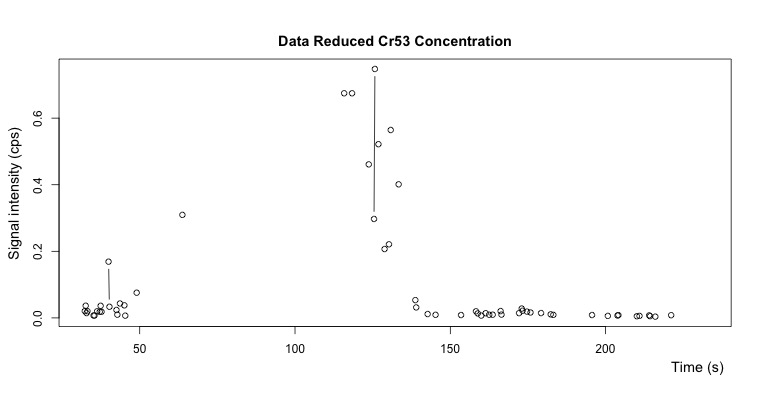 Data Reduced Cr53 Concentration
Signal intensity (cps)
0.6
0.4
0.2
0.0
50 100 150 200
Time (s)